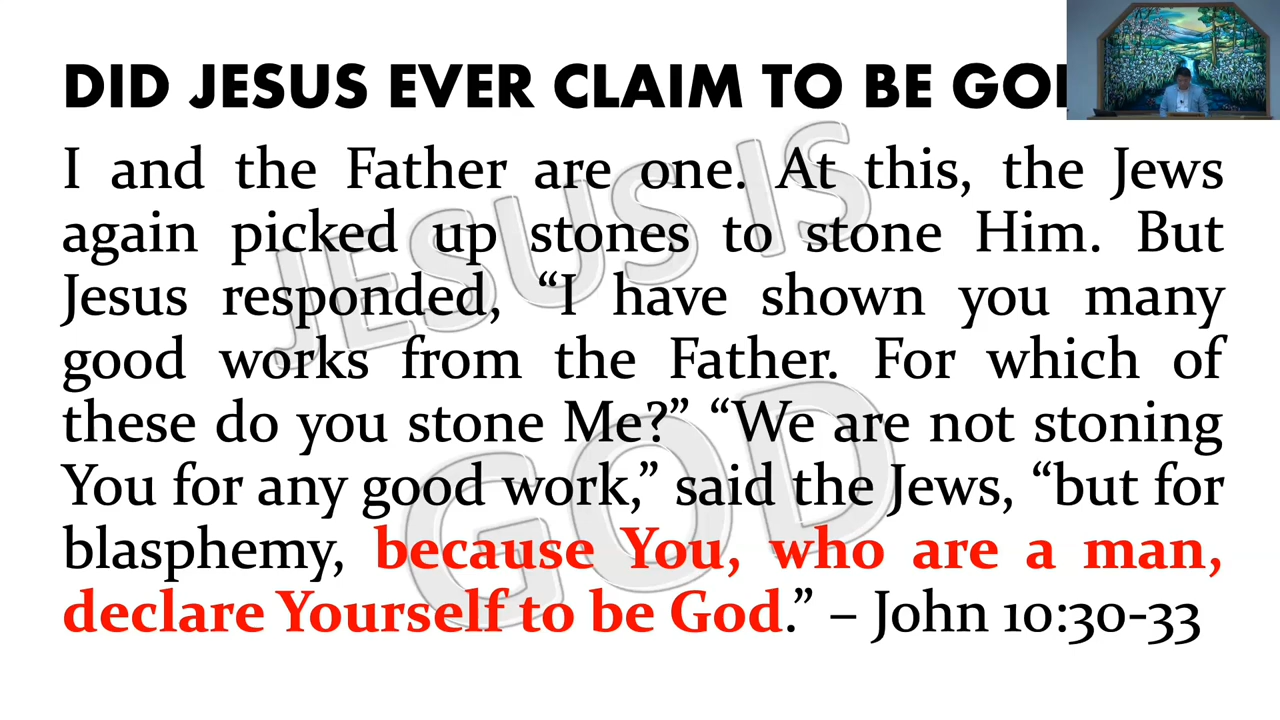 DID JESUS EVER CLAIM TO BE GO
I and the Father are one. At this, the Jews
again picked up stones to stone Him. But
Jesus responded, “I have shown you many
good works from the Father. For which of
these do you stone Me?” “We are not stoning
You for any good work,” said the Jews, “but for
blasphemy, because You, who are a man,
declare Yourself to be God.” – John 10:30-33
JESUS IS
GOD